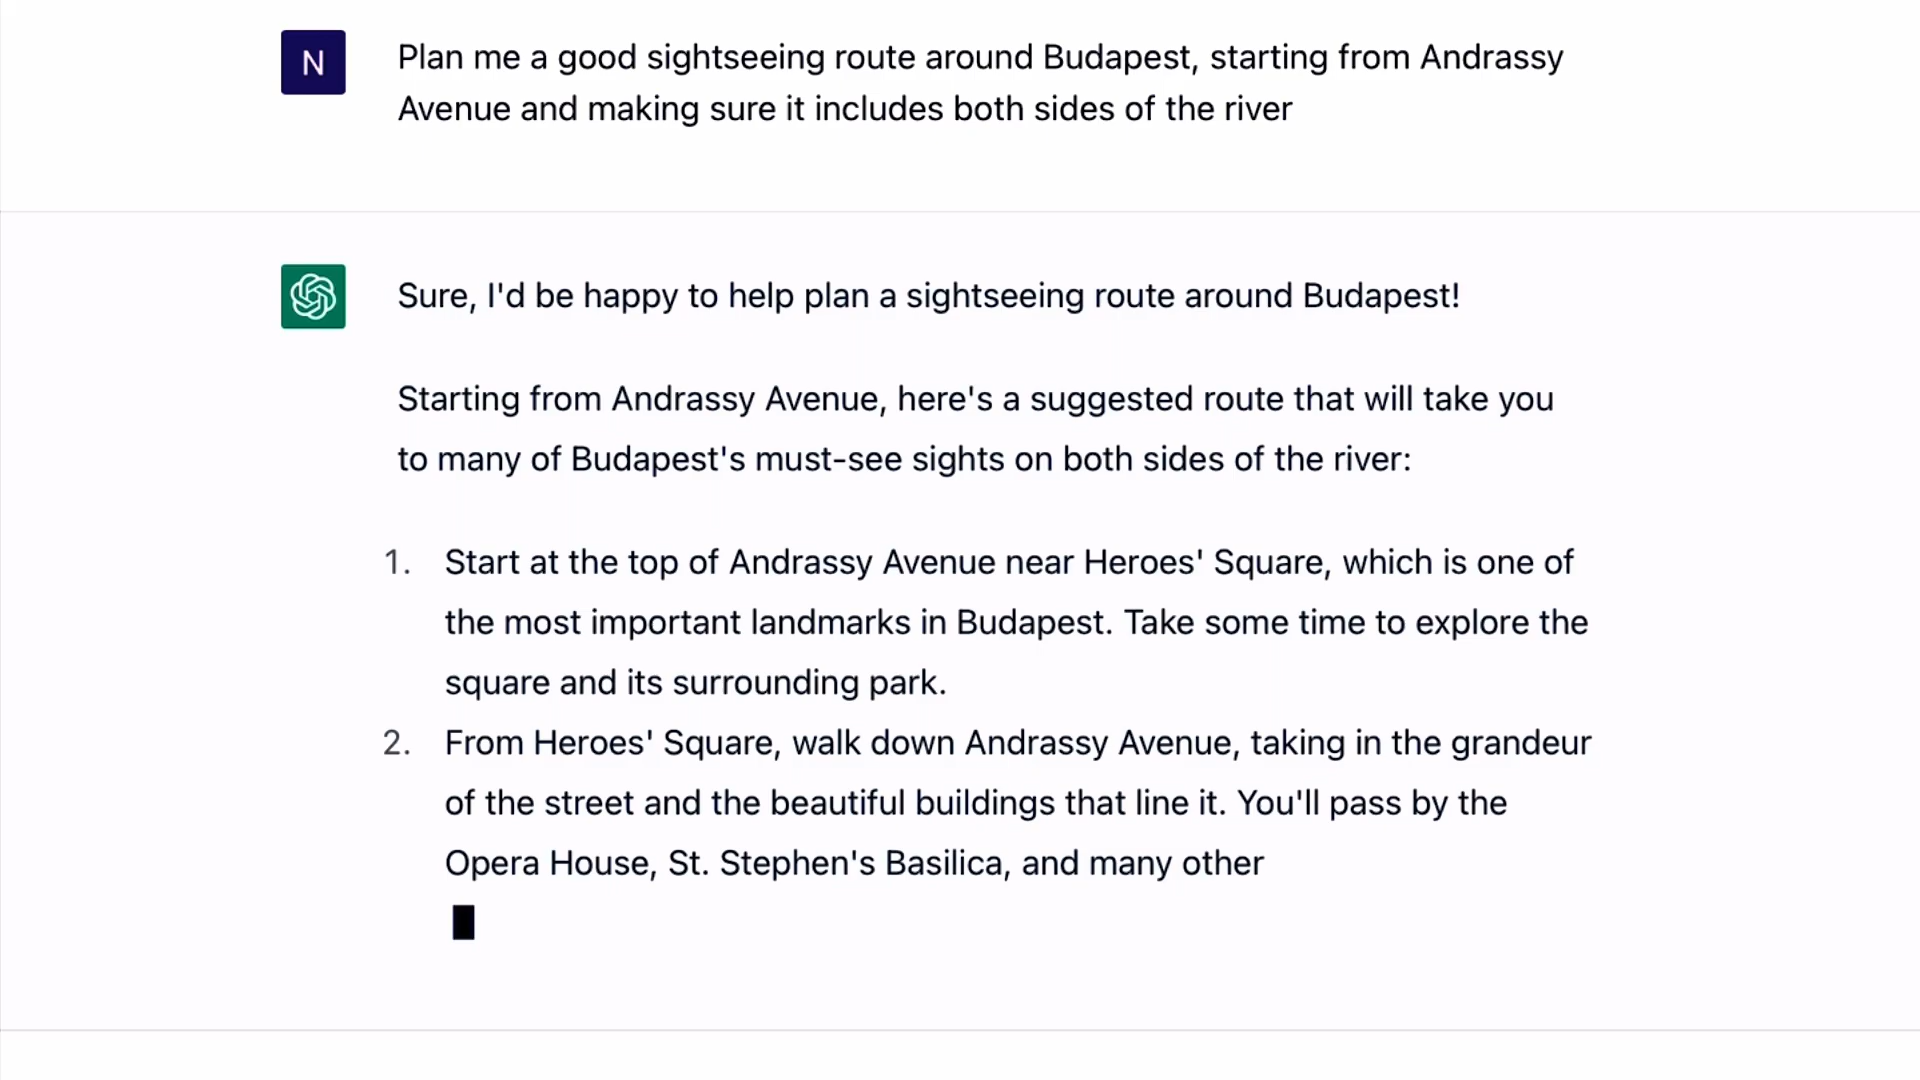 N
Plan me a good sightseeing route around Budapest, starting from Andrassy
Avenue and making sure it includes both sides of the river
Sure, I'd be happy to help plan a sightseeing route around Budapest!
Starting from Andrassy Avenue, here's a suggested route that will take you
to many of Budapest's must-see sights on both sides of the river:
1. Start at the top of Andrassy Avenue near Heroes' Square, which is one of
the most important landmarks in Budapest. Take some time to explore the
square and its surrounding park.
2. From Heroes' Square, walk down Andrassy Avenue, taking in the grandeur
of the street and the beautiful buildings that line it. You'll pass by the
Opera House, St. Stephen's Basilica, and many other